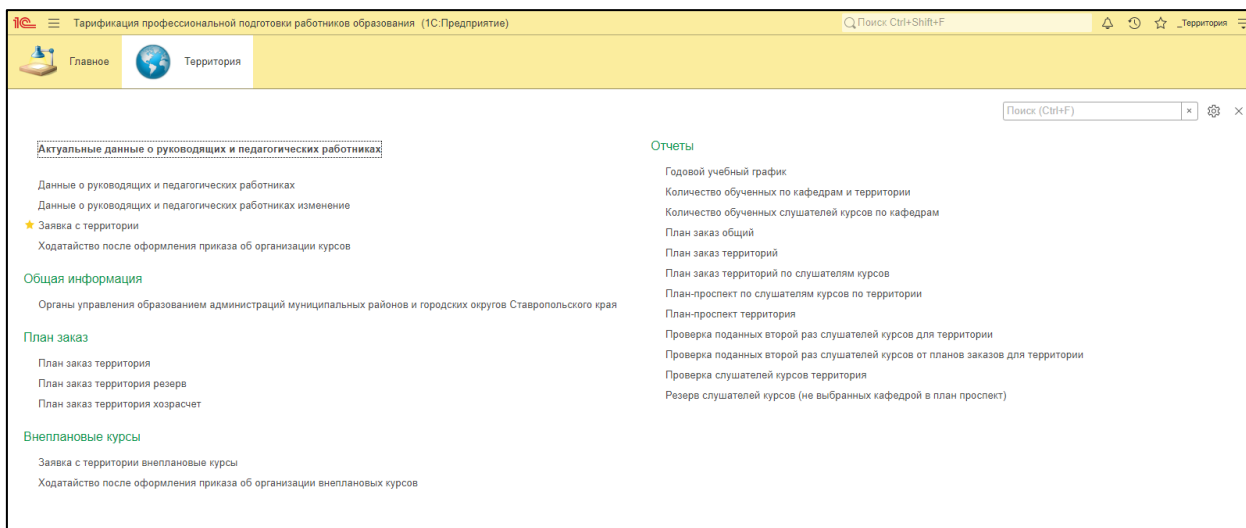 1С Тарификация профессиональной подготовки работников образования (1С:Предприятие) Поиск Ctrl+Shift+F _Территория
Главное Территория
Поиск (Ctrl+F) ×
Актуальные данные о руководящих и педагогических работниках
Данные о руководящих и педагогических работниках
Данные о руководящих и педагогических работниках изменение
Заявка с территории
Ходатайство после оформления приказа об организации курсов
Общая информация
Органы управления образованием администраций муниципальных районов и городских округов Ставропольского края
План заказ
План заказ территория
План заказ территория резерв
План заказ территория хозрасчет
Внеплановые курсы
Заявка с территории внеплановые курсы
Ходатайство после оформления приказа об организации внеплановых курсов
Отчеты
Годовой учебный график
Количество обученных по кафедрам и территории
Количество обученных слушателей курсов по кафедрам
План заказ общий
План заказ территорий
План заказ территорий по слушателям курсов
План-проспект по слушателям курсов по территории
План-проспект территория
Проверка поданных второй раз слушателей курсов для территории
Проверка поданных второй раз слушателей курсов от планов заказов для территории
Проверка слушателей курсов территория
Резерв слушателей курсов (не выбранных кафедрой в план проспект)